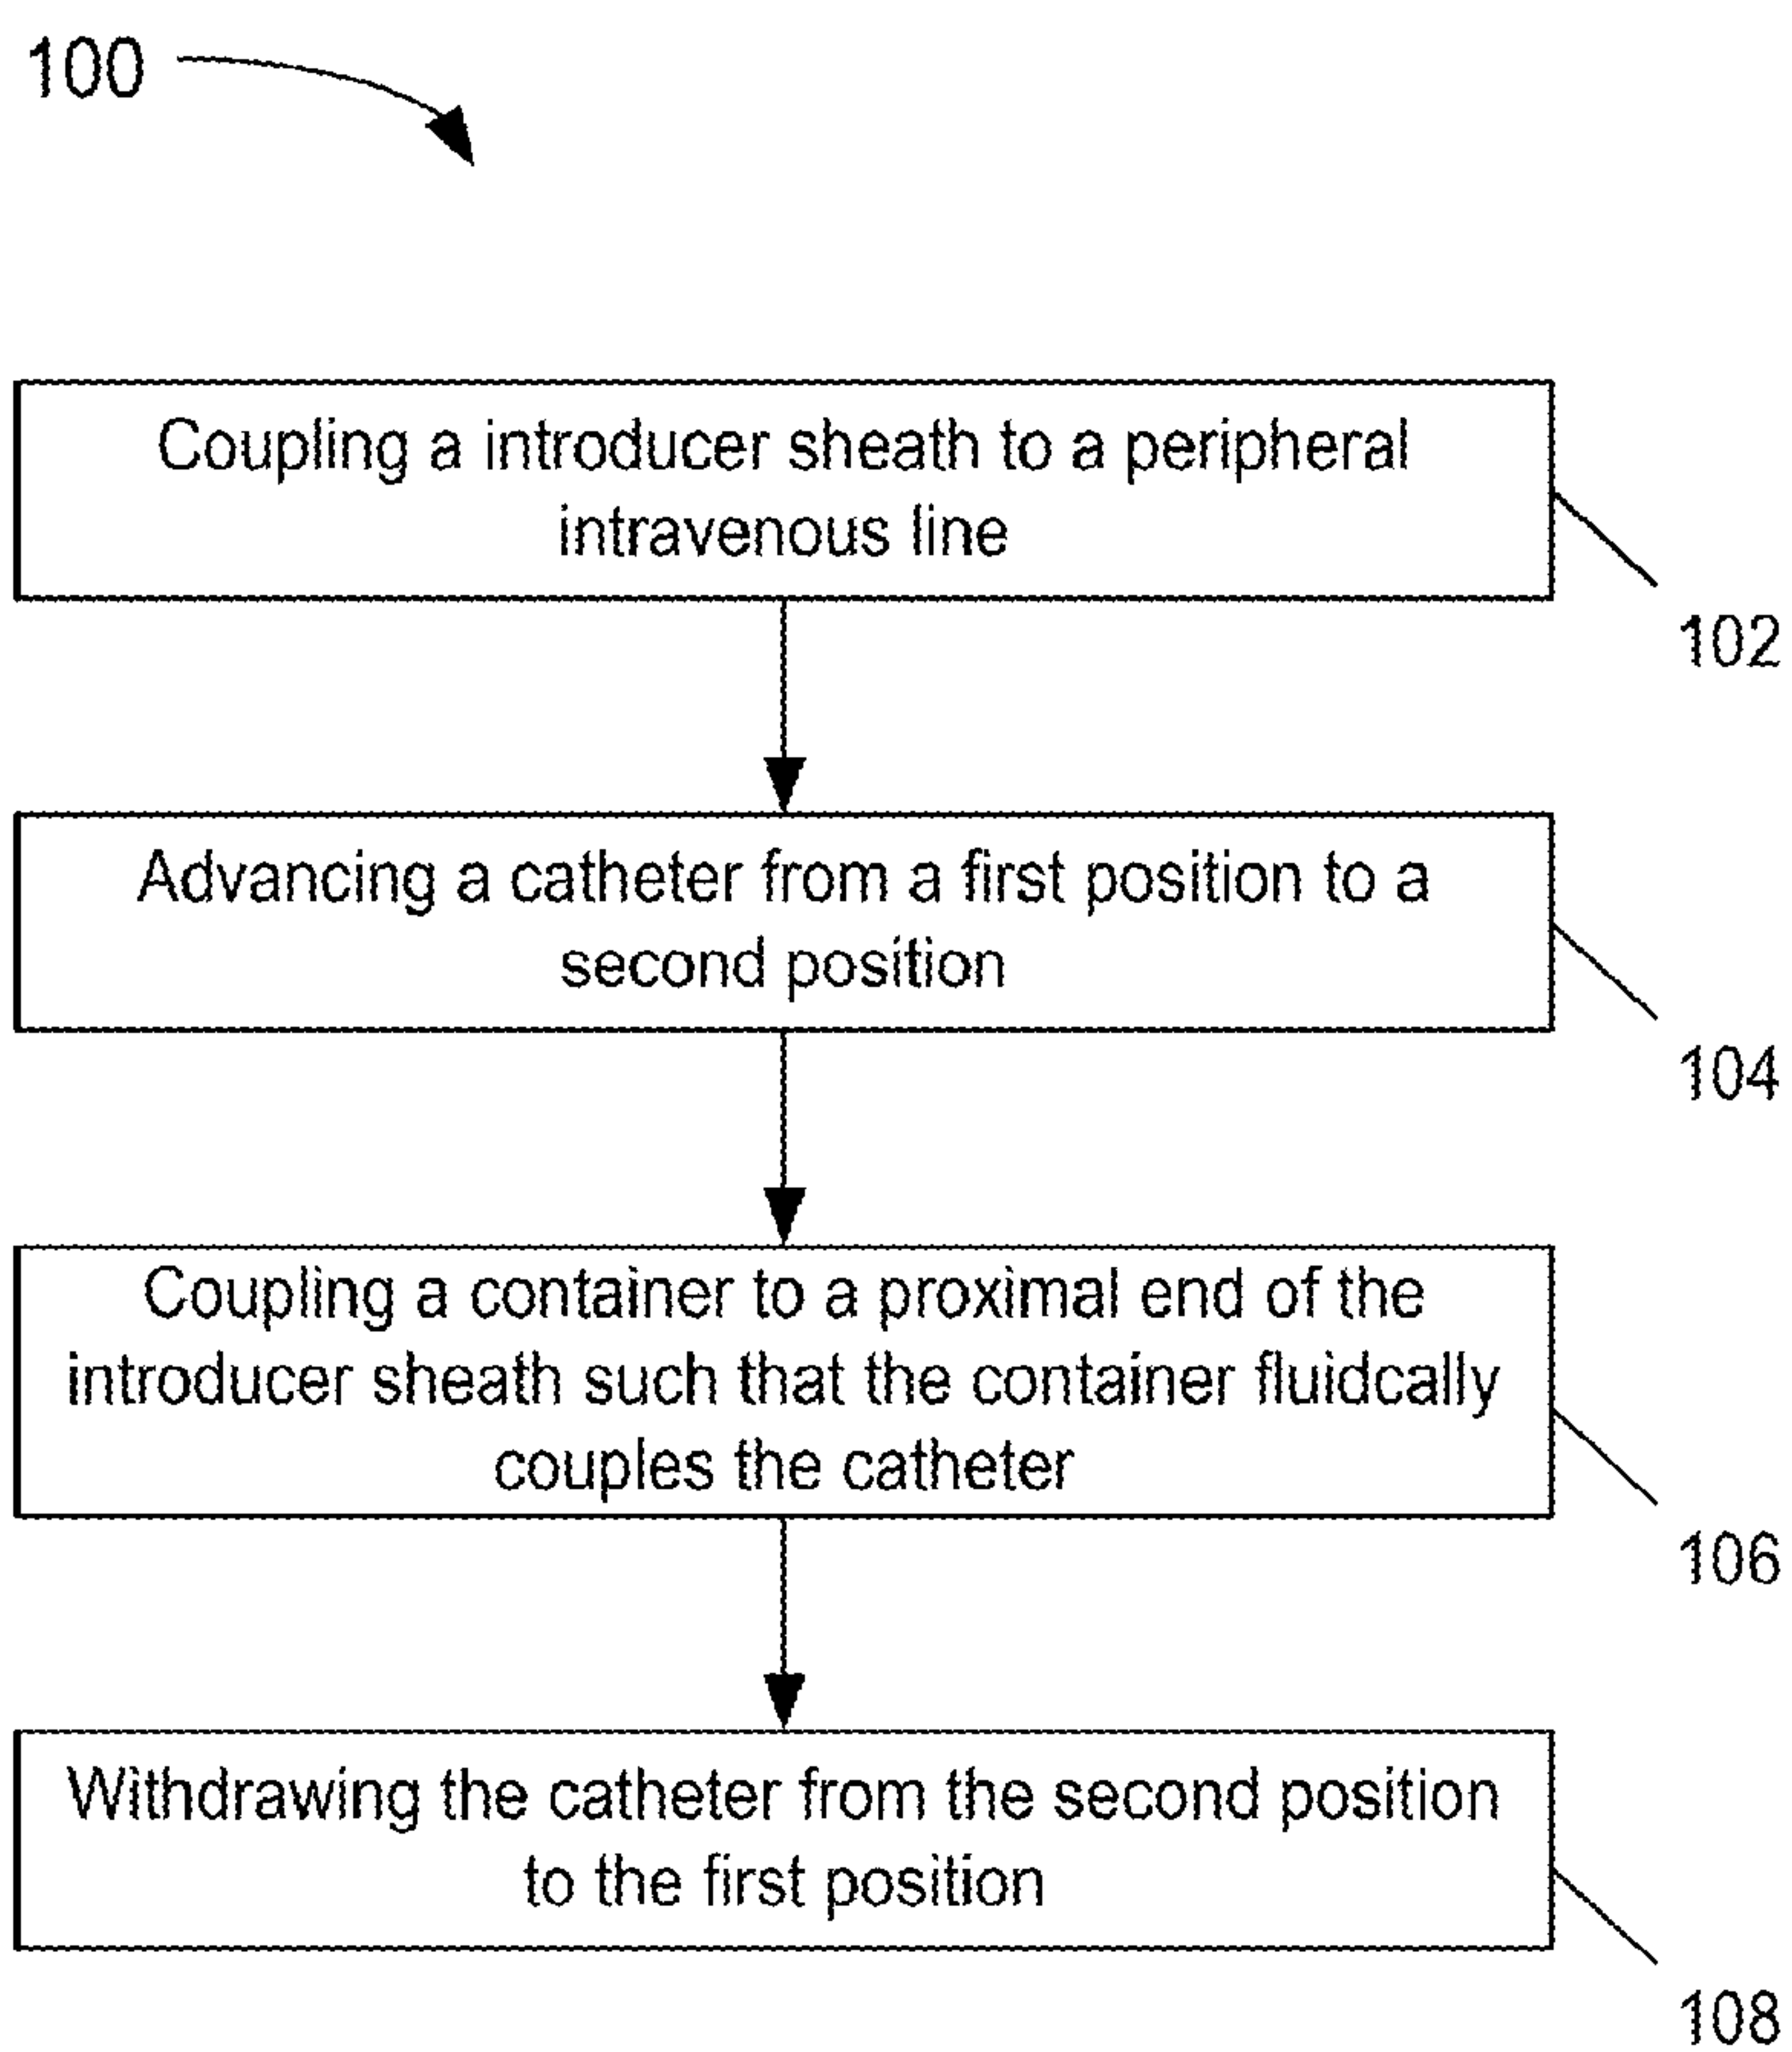 100
Coupling a introducer sheath to a peripheral
intravenous line
102
Advancing a catheter from a first position to a
second position
104
Coupling a container to a proximal end of the
introducer sheath such that the container fluidcally
couples the catheter
106
Withdrawing the catheter from the second position
to the first position
108